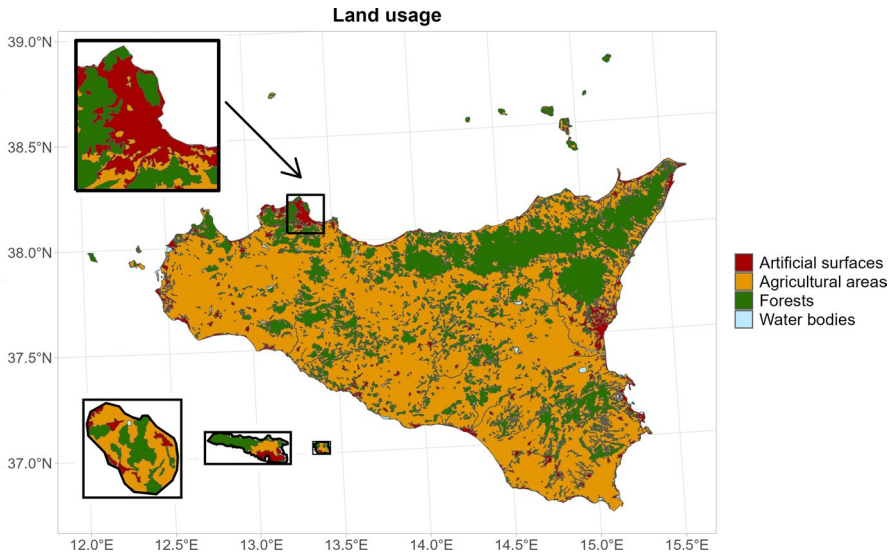 Land usage
39.0°N
38.5°N
38.0°N
37.5°N
37.0°N
12.0°E 12.5°E 13.0°E 13.5°E 14.0°E 14.5°E 15.0°E 15.5°E
Artificial surfaces
Agricultural areas
Forests
Water bodies